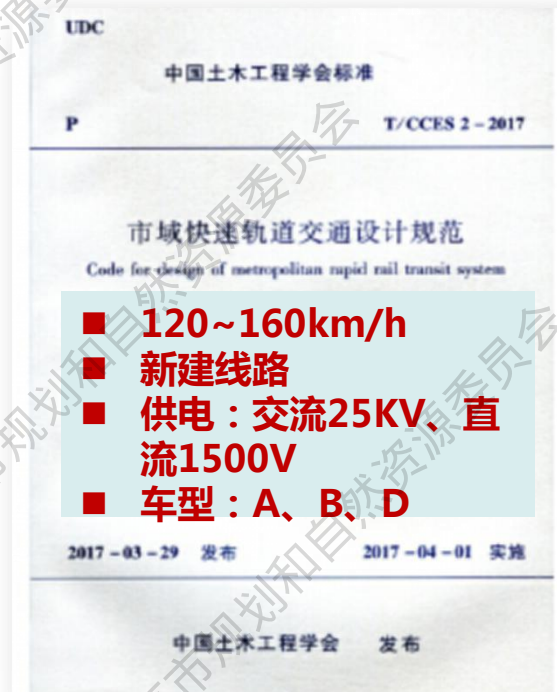 UDC
中国土木工程学会标准
P T/CCES 2-2017
市域快速轨道交通设计规范
Code for design of metropolitan rapid rail transit system
■ 120~160km/h
■ 新建线路
■ 供电：交流25KV、直
流1500V
■ 车型：A、B、D
2017-03-29 发布 2017-04-01 实施
中国土木工程学会 发布